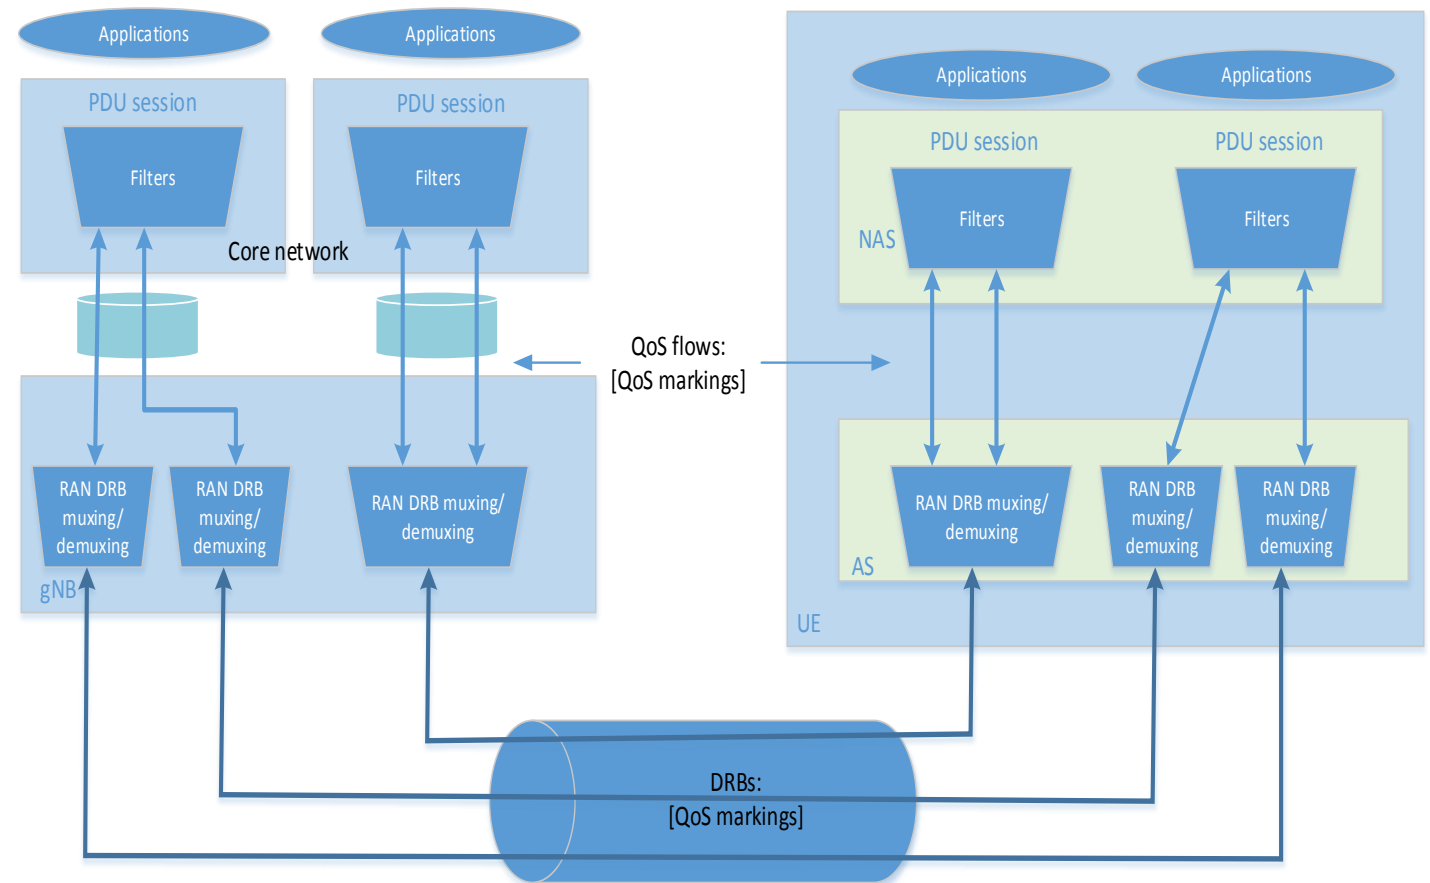 Applications
Applications
Applications
Applications
PDU session
PDU session
PDU session
PDU session
Filters
Filters
Filters
Filters
NAS
Core network
QoS flows:
[QoS markings]
RAN DRB
muxing/
demuxing
RAN DRB
muxing/
demuxing
RAN DRB muxing/
demuxing
RAN DRB muxing/
demuxing
RAN DRB
muxing/
demuxing
RAN DRB
muxing/
demuxing
gNB
AS
UE
DRBs:
[QoS markings]